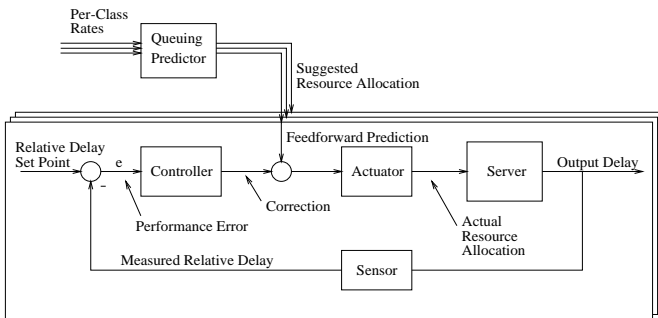 Per-Class
Rates
Queuing
Predictor
Suggested
Resource Allocation
Relative Delay
Set Point
Feedforward Prediction
e
-
Controller
Actuator
Server
Output Delay
Correction
Performance Error
Actual
Resource
Allocation
Measured Relative Delay
Sensor